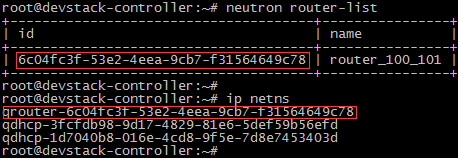 root@devstack-controller:~# neutron router-list
+--------------------------------------+----------------
| id | name
+--------------------------------------+----------------
| 6c04fc3f-53e2-4eea-9cb7-f31564649c78 | router_100_101
+--------------------------------------+----------------
root@devstack-controller:~#
root@devstack-controller:~# ip netns
qrouter-6c04fc3f-53e2-4eea-9cb7-f31564649c78
qdhcp-3fcfdb98-9d17-4829-81e6-5def59b56efd
qdhcp-1d7040b8-016e-4cd8-9f5e-7d8e7453403d
root@devstack-controller:~#